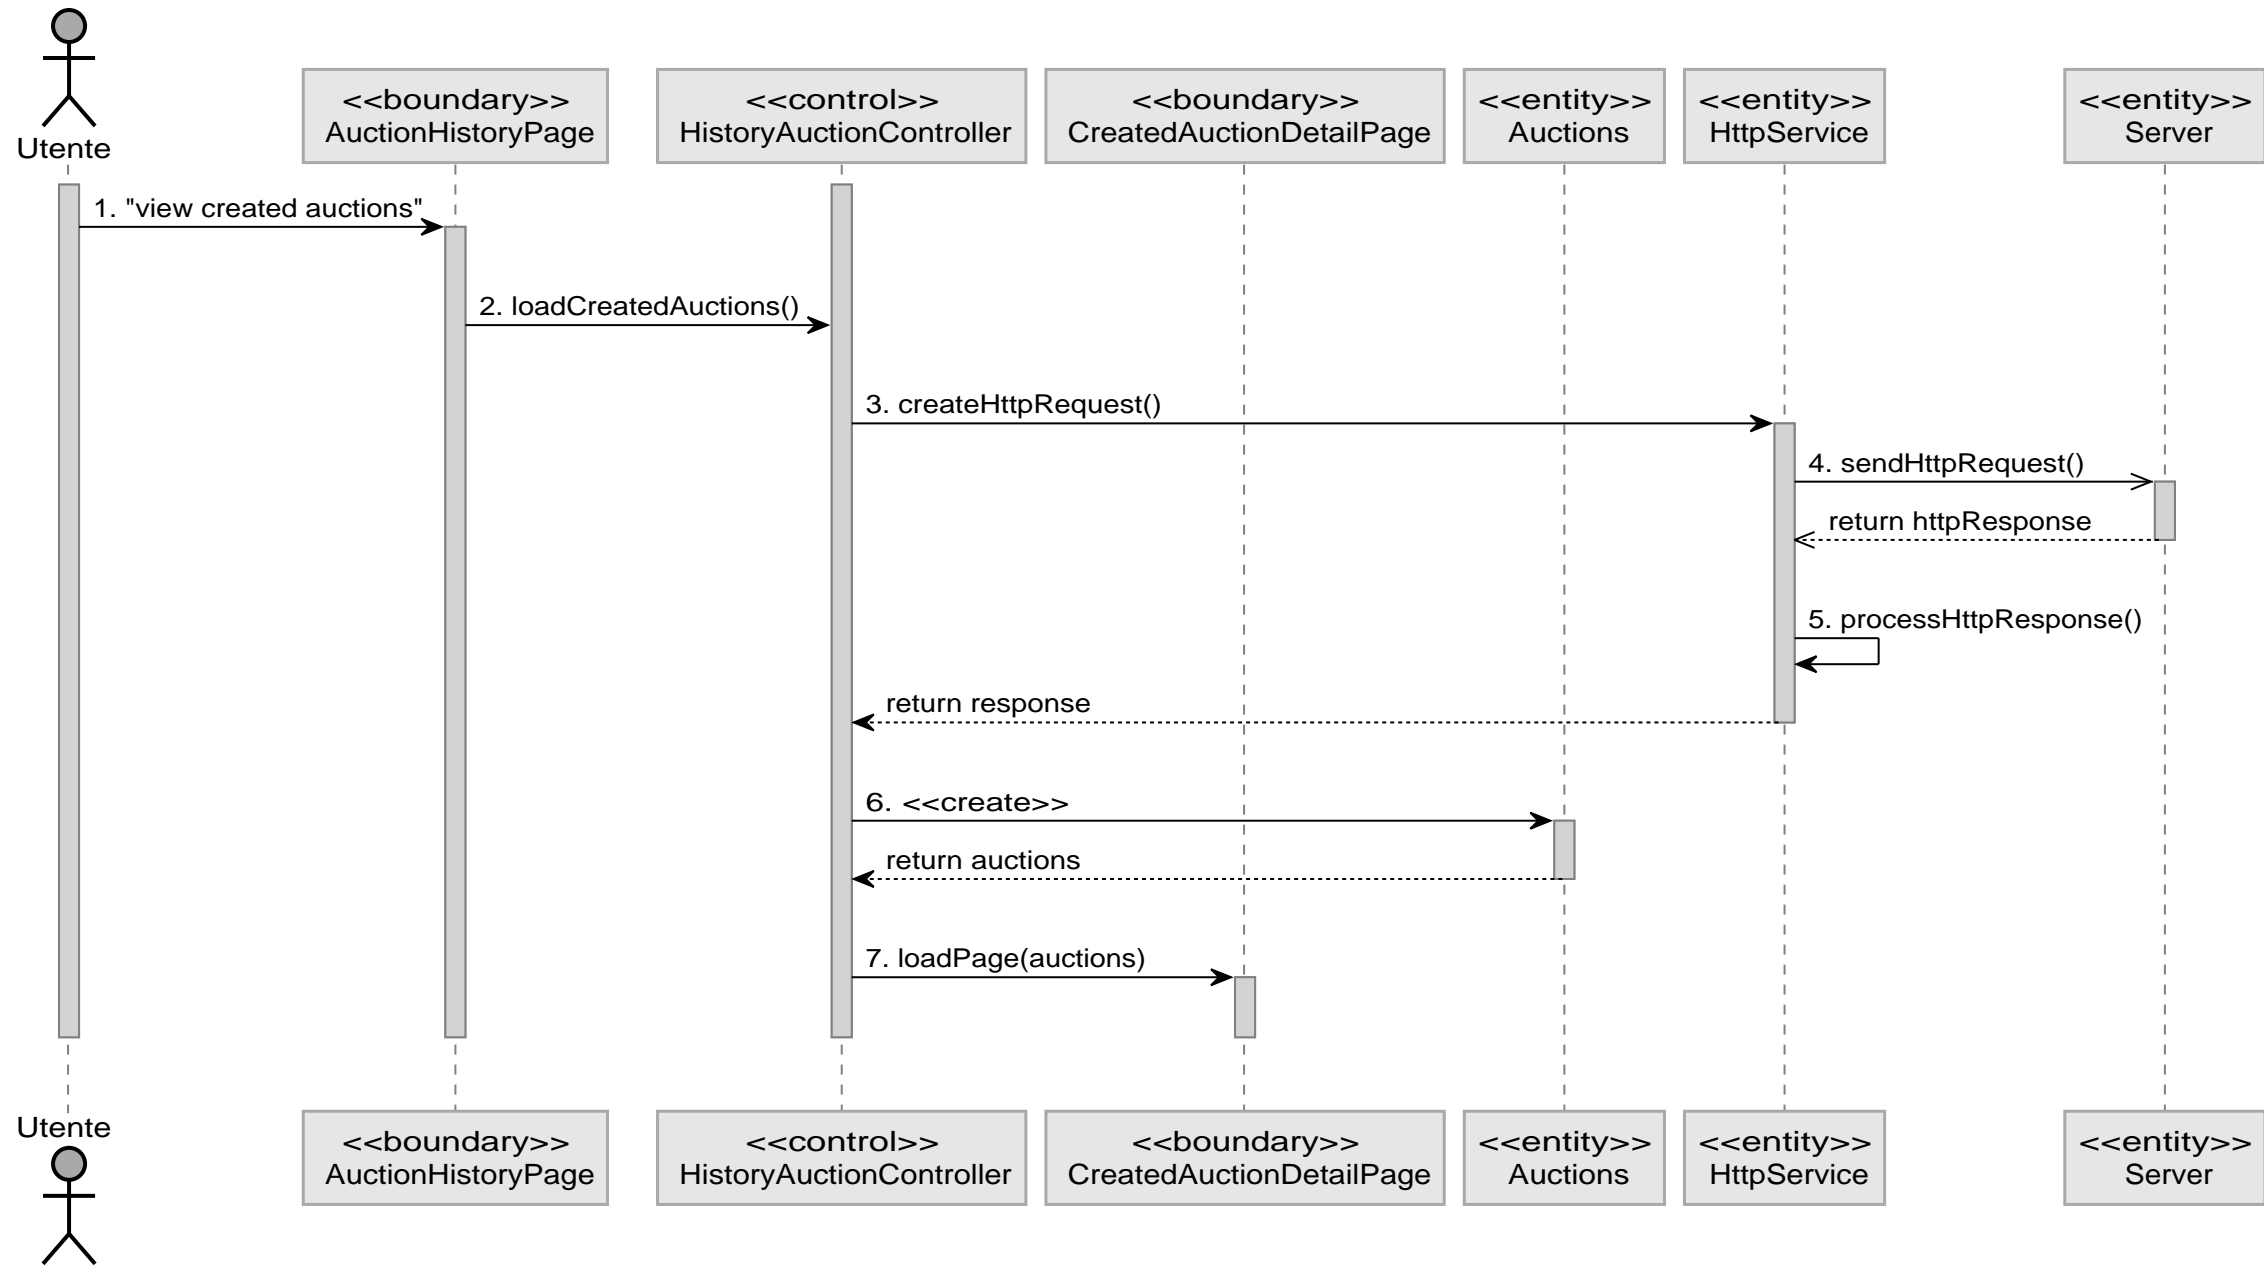 Utente
<<boundary>>
AuctionHistoryPage
<<control>>
HistoryAuctionController
<<boundary>>
CreatedAuctionDetailPage
<<entity>>
Auctions
<<entity>>
HttpService
<<entity>>
Server
1. "view created auctions"
2. loadCreatedAuctions()
3. createHttpRequest()
4. sendHttpRequest()
return httpResponse
5. processHttpResponse()
return response
6. <<create>>
return auctions
7. loadPage(auctions)
Utente
<<boundary>>
AuctionHistoryPage
<<control>>
HistoryAuctionController
<<boundary>>
CreatedAuctionDetailPage
<<entity>>
Auctions
<<entity>>
HttpService
<<entity>>
Server